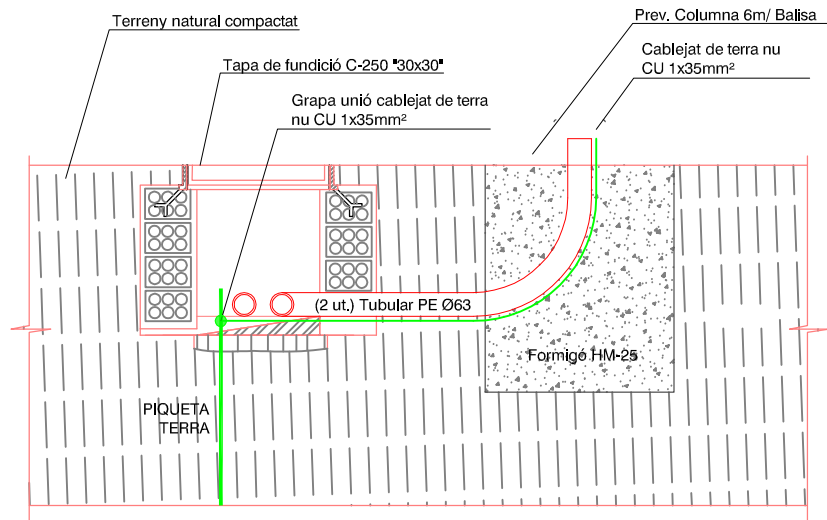 Prev. Columna 6m/ Balisa
Terreny natural compactat
Cablejat de terra nu
CU 1x35mm²
Tapa de fundició C-250 "30x30"
Grapa unió cablejat de terra
nu CU 1x35mm²
(2 ut.) Tubular PE Ø63
Formigó HM-25
PIQUETA
TERRA